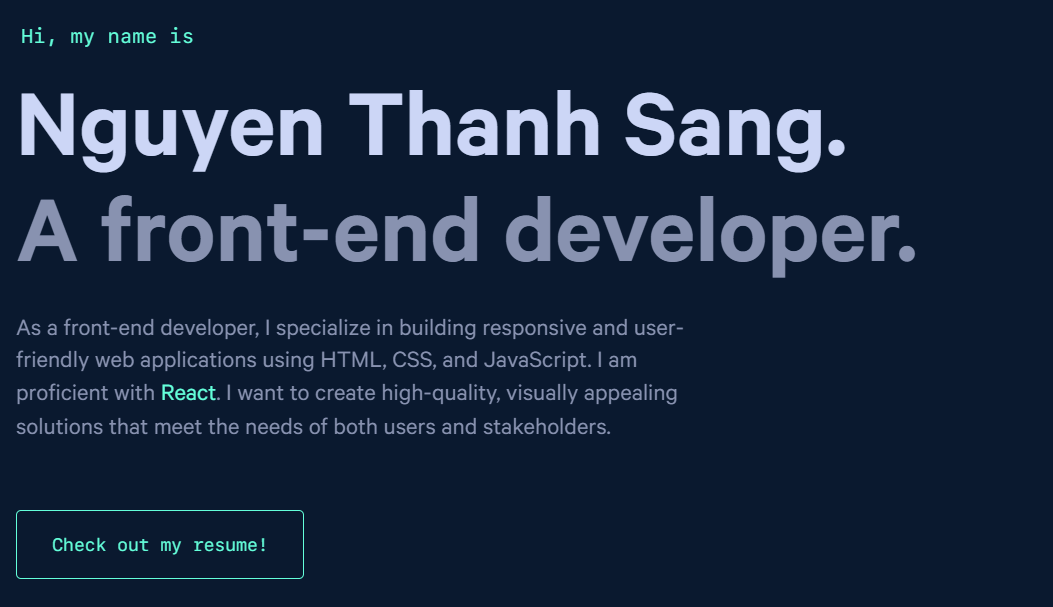 Hi, my name is
Nguyen Thanh Sang.
A front-end developer.
As a front-end developer, I specialize in building responsive and user-
friendly web applications using HTML, CSS, and JavaScript. I am
proficient with React. I want to create high-quality, visually appealing
solutions that meet the needs of both users and stakeholders.
Check out my resume!